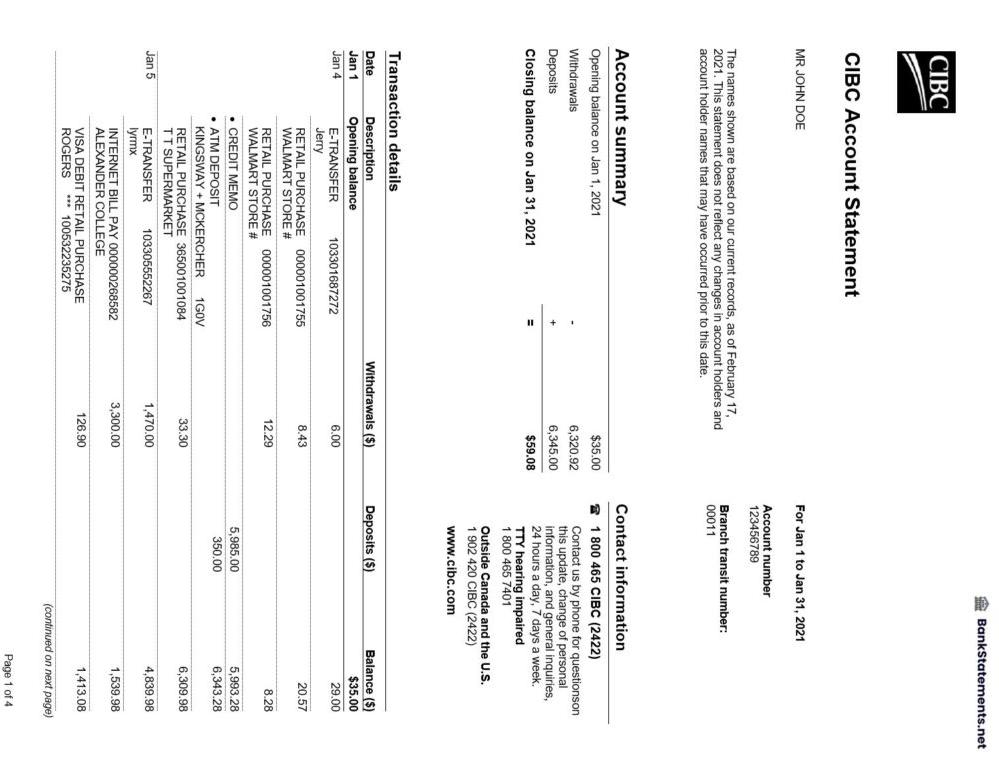 BankStatements.net
CIBC
CIBC Account Statement
MR JOHN DOE
For Jan 1 to Jan 31, 2021
Account number
123456789
Branch transit number:
00011
The names shown are based on our current records, as of February 17,
2021. This statement does not reflect any changes in account holders and
account holder names that may have occurred prior to this date.
Account summary
Opening balance on Jan 1, 2021 $35.00
Withdrawals - 6,320.92
Deposits + 6,345.00
Closing balance on Jan 31, 2021 = $59.08
Contact information
☎ 1 800 465 CIBC (2422)
Contact us by phone for questionson
this update, change of personal
information, and general inquiries,
24 hours a day, 7 days a week.
TTY hearing impaired
1 800 465 7401
Outside Canada and the U.S.
1 902 420 CIBC (2422)
www.cibc.com
Transaction details
Date Description Withdrawals ($) Deposits ($) Balance ($)
Jan 1 Opening balance $35.00
Jan 4 E-TRANSFER 103301687272 6.00 29.00
Jerry
RETAIL PURCHASE 000001001755 8.43 20.57
WALMART STORE #
RETAIL PURCHASE 000001001756 12.29 8.28
WALMART STORE #
• CREDIT MEMO 5,985.00 5,993.28
• ATM DEPOSIT 350.00 6,343.28
KINGSWAY + MCKERCHER 1G0V
RETAIL PURCHASE 365001001084 33.30 6,309.98
T T SUPERMARKET
Jan 5 E-TRANSFER 103305552267 1,470.00 4,839.98
lyrmx
INTERNET BILL PAY 000000268582 3,300.00 1,539.98
ALEXANDER COLLEGE
VISA DEBIT RETAIL PURCHASE 126.90 1,413.08
ROGERS *** 100532235275
(continued on next page)
Page 1 of 4